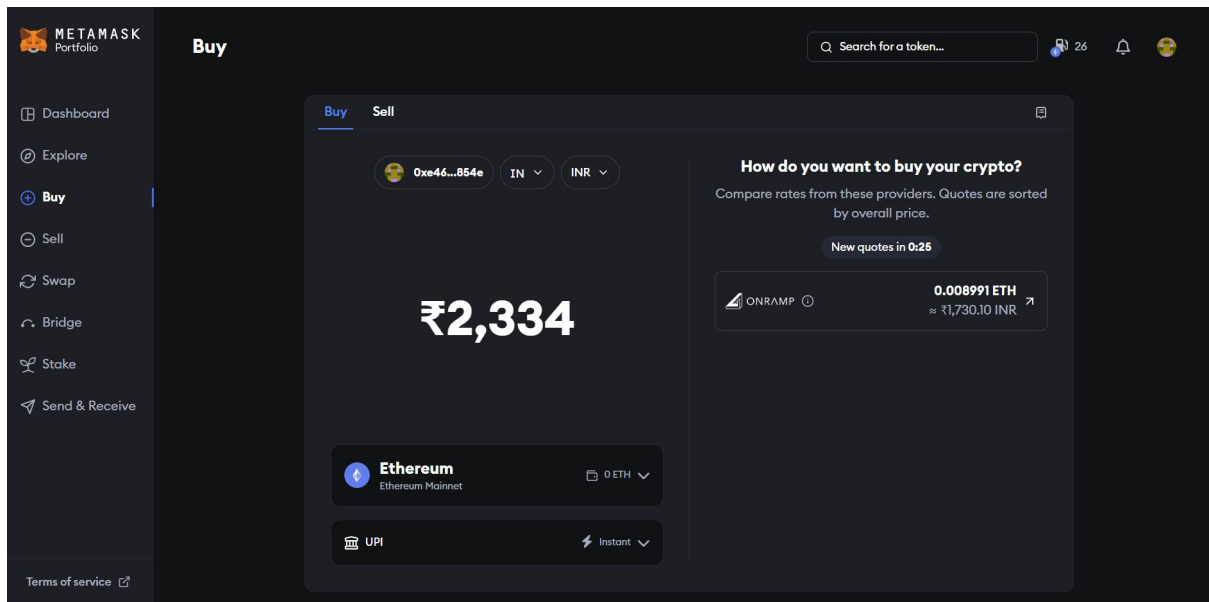 METAMASK
Portfolio
Buy
Search for a token...
26
Dashboard
Explore
Buy
Sell
Swap
Bridge
Stake
Send & Receive
Terms of service
Buy Sell
0xe46...854e IN INR
₹2,334
Ethereum
Ethereum Mainnet
0 ETH
UPI
Instant
How do you want to buy your crypto?
Compare rates from these providers. Quotes are sorted
by overall price.
New quotes in 0:25
ONRAMP
0.008991 ETH
≈ ₹1,730.10 INR